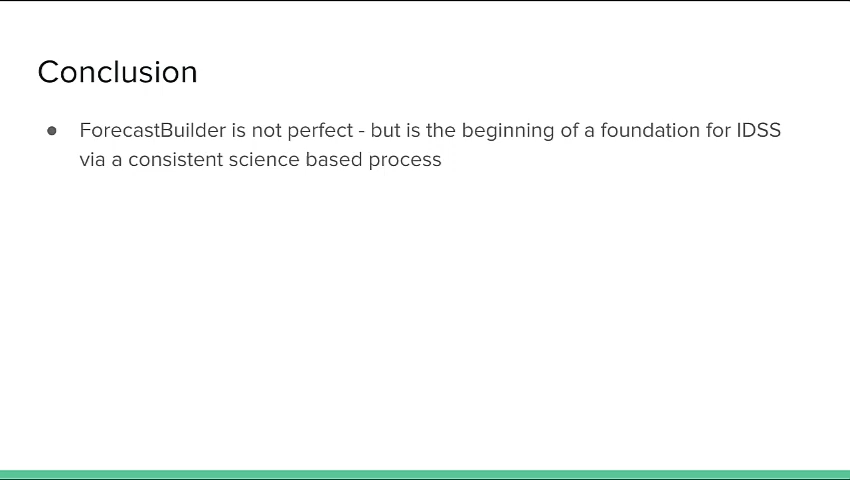 Conclusion
● ForecastBuilder is not perfect - but is the beginning of a foundation for IDSS
via a consistent science based process